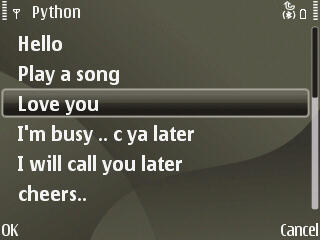 Python
Hello
Play a song
Love you
I'm busy .. c ya later
I will call you later
cheers..
OK
Cancel